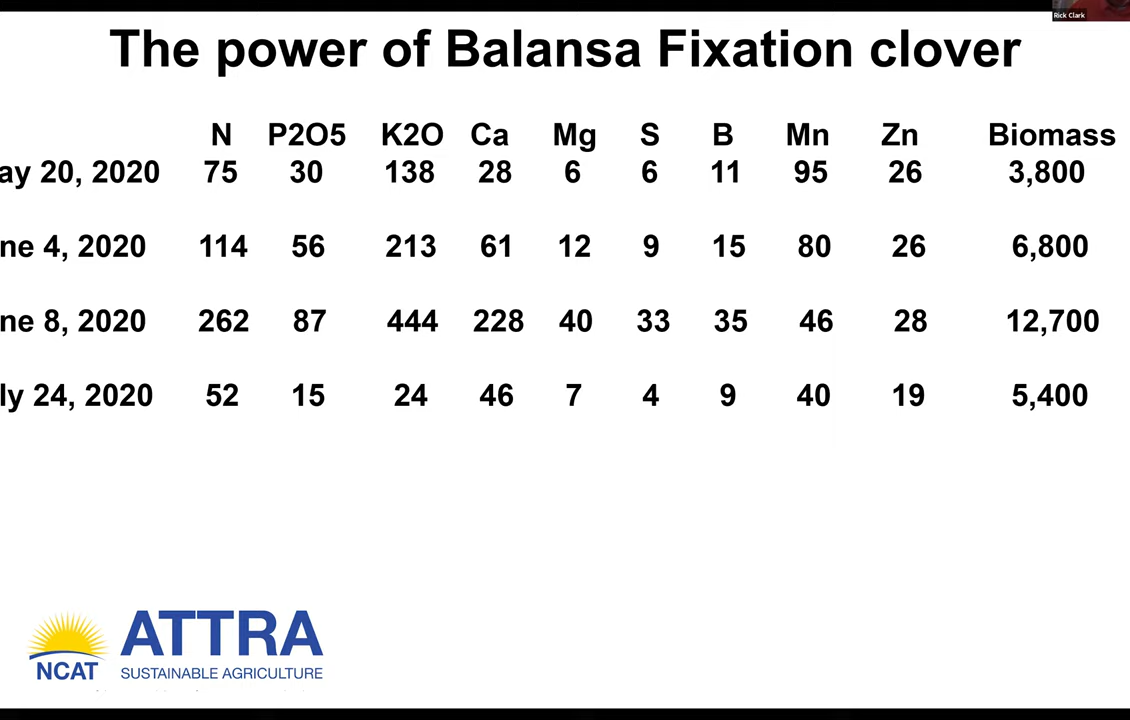 Rick Clark
The power of Balansa Fixation clover
N P2O5 K2O Ca Mg S B Mn Zn Biomass
ay 20, 2020 75 30 138 28 6 6 11 95 26 3,800
ne 4, 2020 114 56 213 61 12 9 15 80 26 6,800
ne 8, 2020 262 87 444 228 40 33 35 46 28 12,700
ly 24, 2020 52 15 24 46 7 4 9 40 19 5,400
NCAT ATTRA
SUSTAINABLE AGRICULTURE